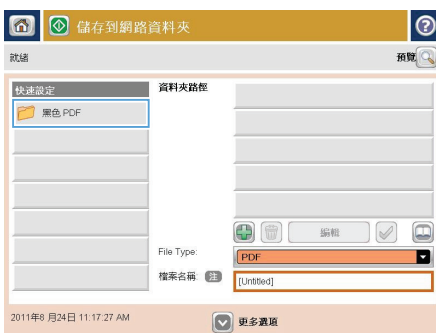 儲存到網路資料夾
就緒
預覽
快速設定
資料夾路徑
黑色 PDF
編輯
File Type:
PDF
檔案名稱: 注
[Untitled]
2011年6 月24日 11:17:27 AM
更多選項